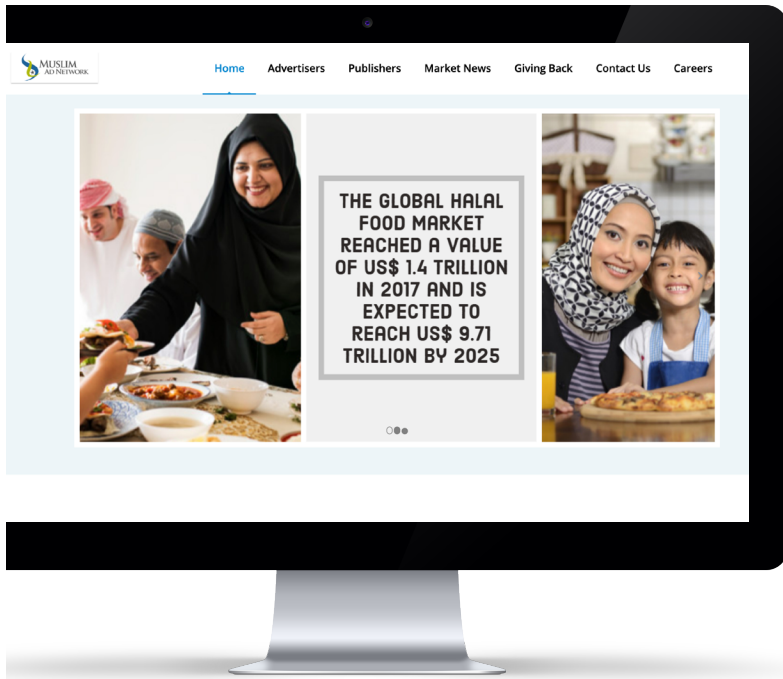 MUSLIM
AD NETWORK
Home Advertisers Publishers Market News Giving Back Contact Us Careers
THE GLOBAL HALAL
FOOD MARKET
REACHED A VALUE
OF US$ 1.4 TRILLION
IN 2017 AND IS
EXPECTED TO
REACH US$ 9.71
TRILLION BY 2025